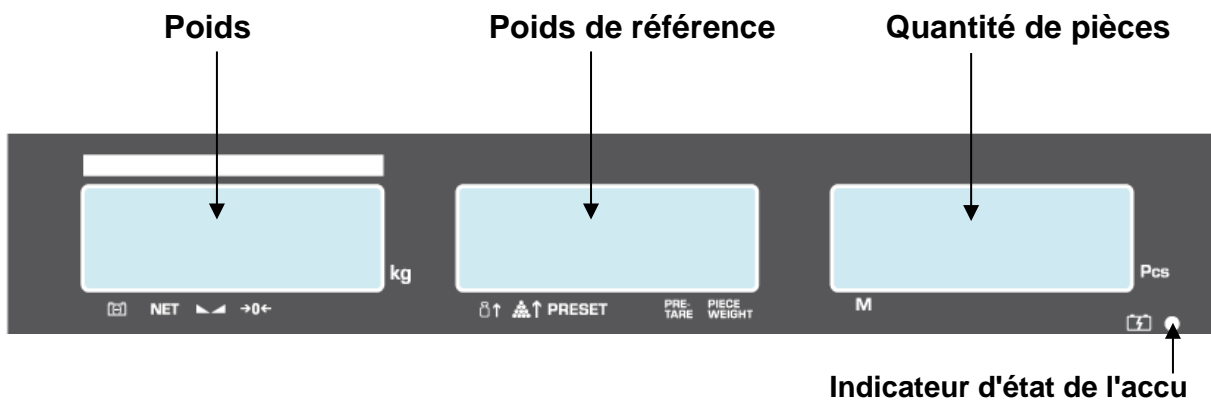 Poids Poids de référence Quantité de pièces
kg Pcs
NET →0← ↑ ↑ PRESET PRE-TARE PIECE WEIGHT M
Indicateur d'état de l'accu